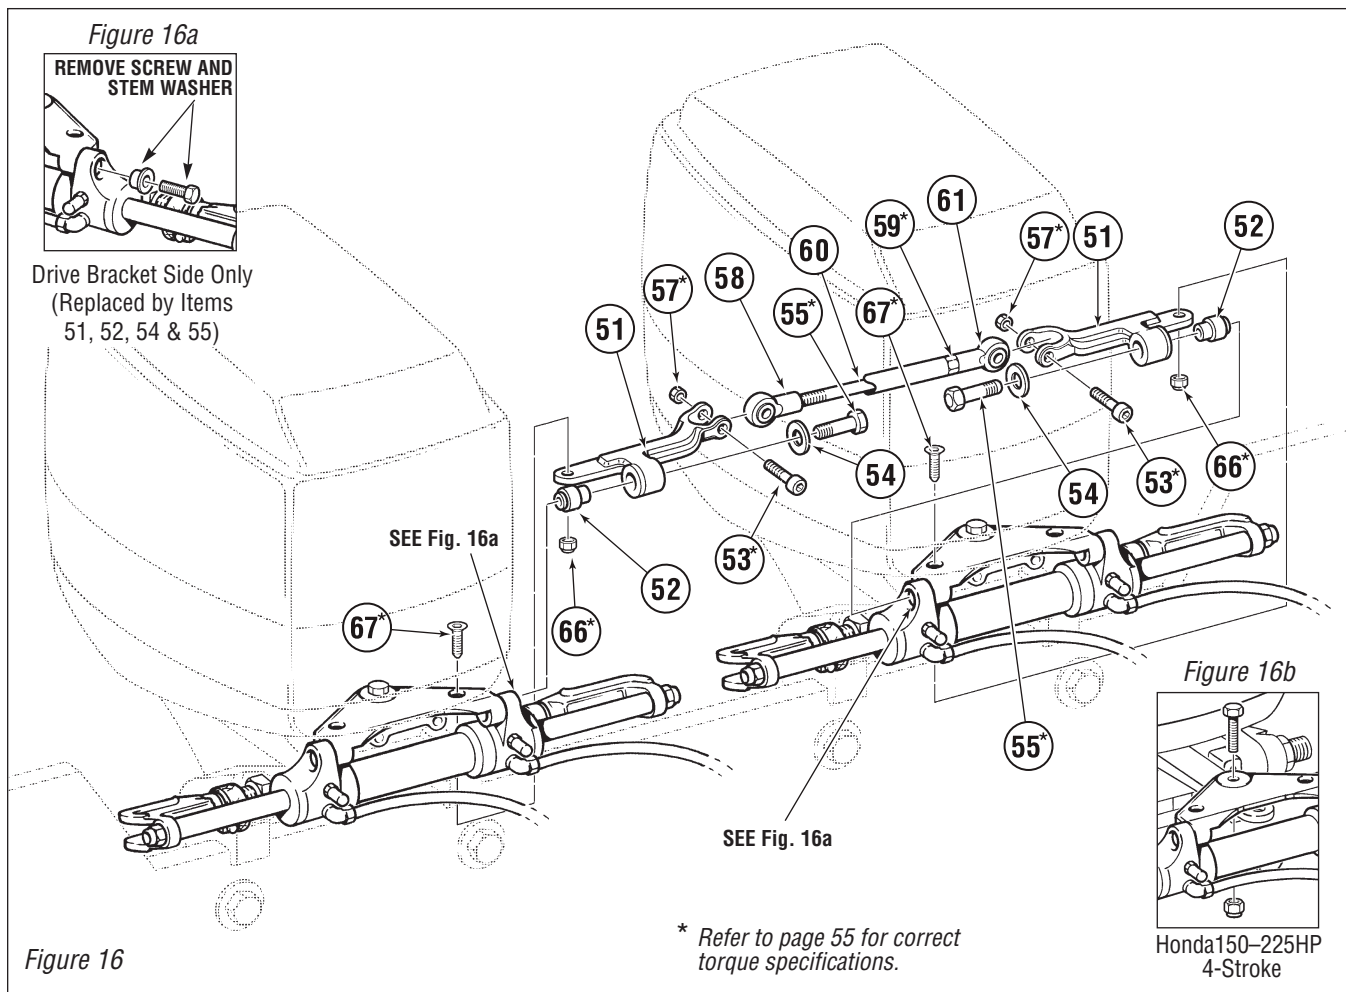 Figure 16a
REMOVE SCREW AND
STEM WASHER
Drive Bracket Side Only
(Replaced by Items
51, 52, 54 & 55)
61
59*
57*
51
52
60
58
55*
67*
57*
51
54
53*
66*
54
53*
SEE Fig. 16a
52
67*
66*
55*
Figure 16b
SEE Fig. 16a
* Refer to page 55 for correct
torque specifications.
Honda150–225HP
4-Stroke
Figure 16